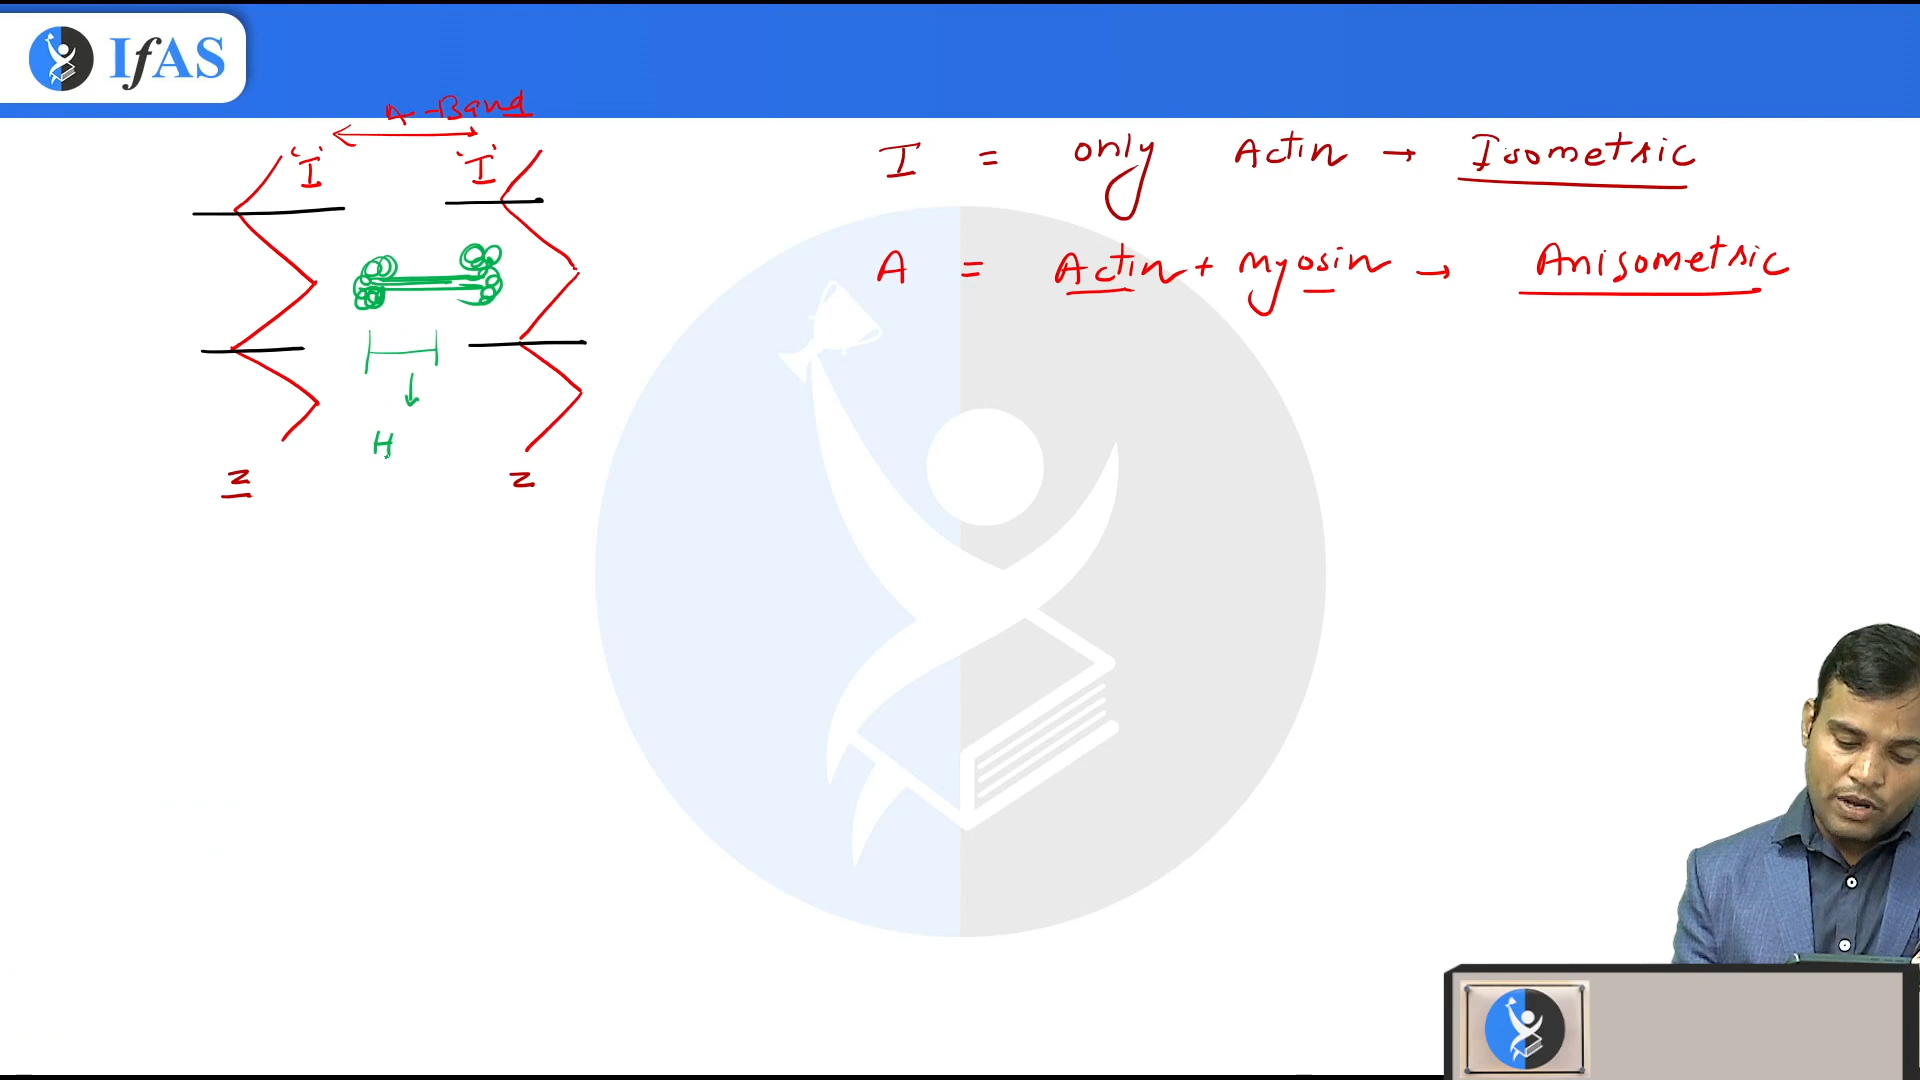 IfAS
A-Band
'I' 'I'
I = only Actin → Isometric
A = Actin + Myosin → Anisometric
H
Z Z